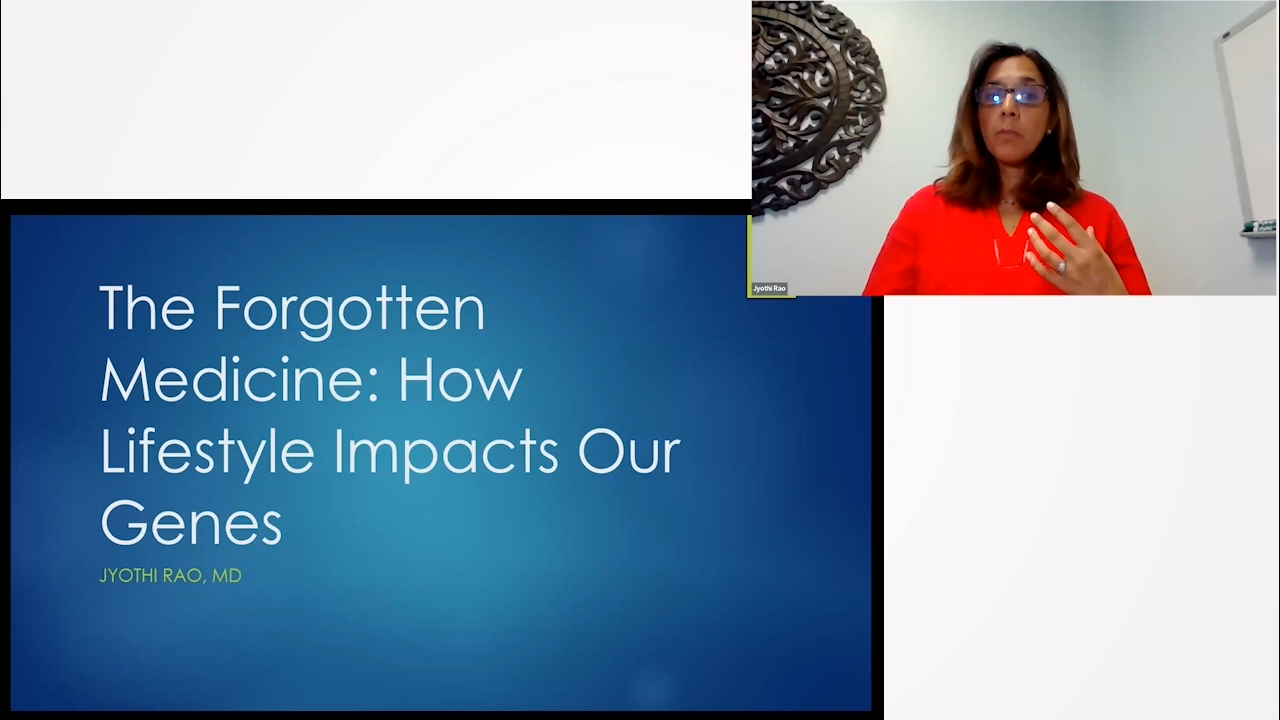 Jyothi Rao
The Forgotten
Medicine: How
Lifestyle Impacts Our
Genes
JYOTHI RAO, MD